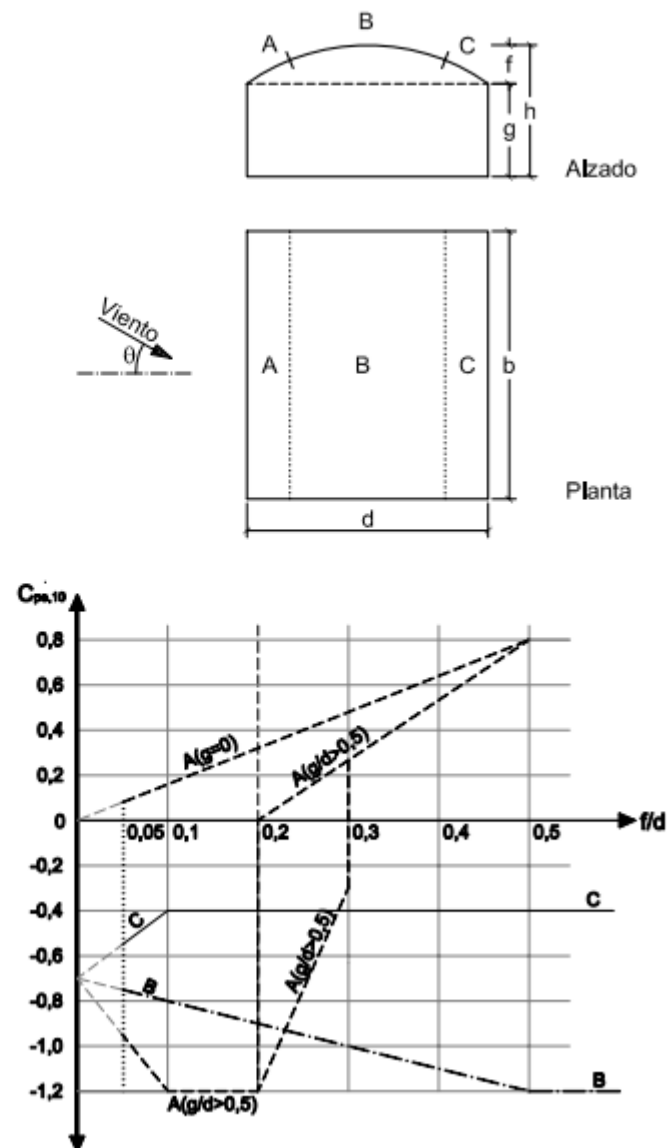 B
A
C
f
h
g
Alzado
Viento
θ
A
B
C
b
Planta
d
Cpe,10
0,8
0,6
0,4
0,2
0
-0,2
-0,4
-0,6
-0,8
-1,0
-1,2
0,05
0,1
0,2
0,3
0,4
0,5
f/d
A(g=0)
A(g/d>0,5)
C
C
A(g/d>0,5)
B
B
A(g/d>0,5)